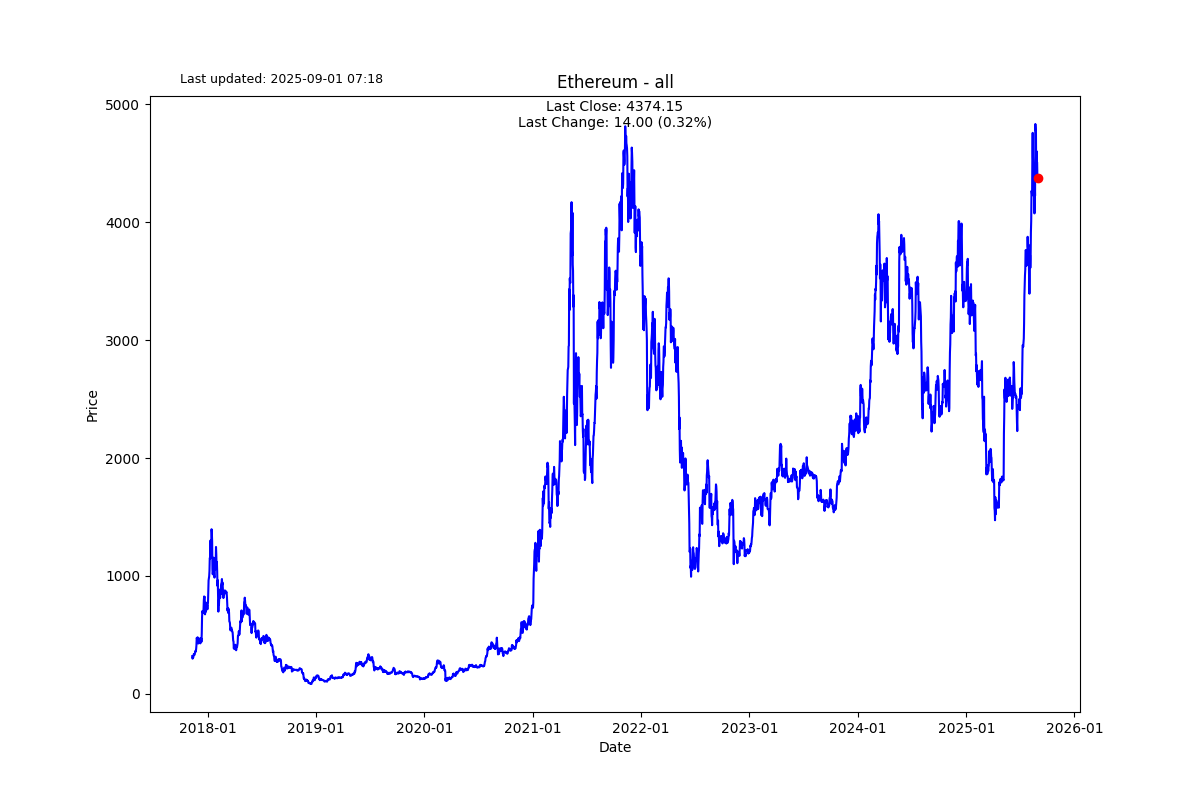 Last updated: 2025-09-01 07:18
Ethereum - all
Last Close: 4374.15
Last Change: 14.00 (0.32%)
5000
4000
3000
2000
1000
0
Price
2018-01
2019-01
2020-01
2021-01
2022-01
2023-01
2024-01
2025-01
2026-01
Date